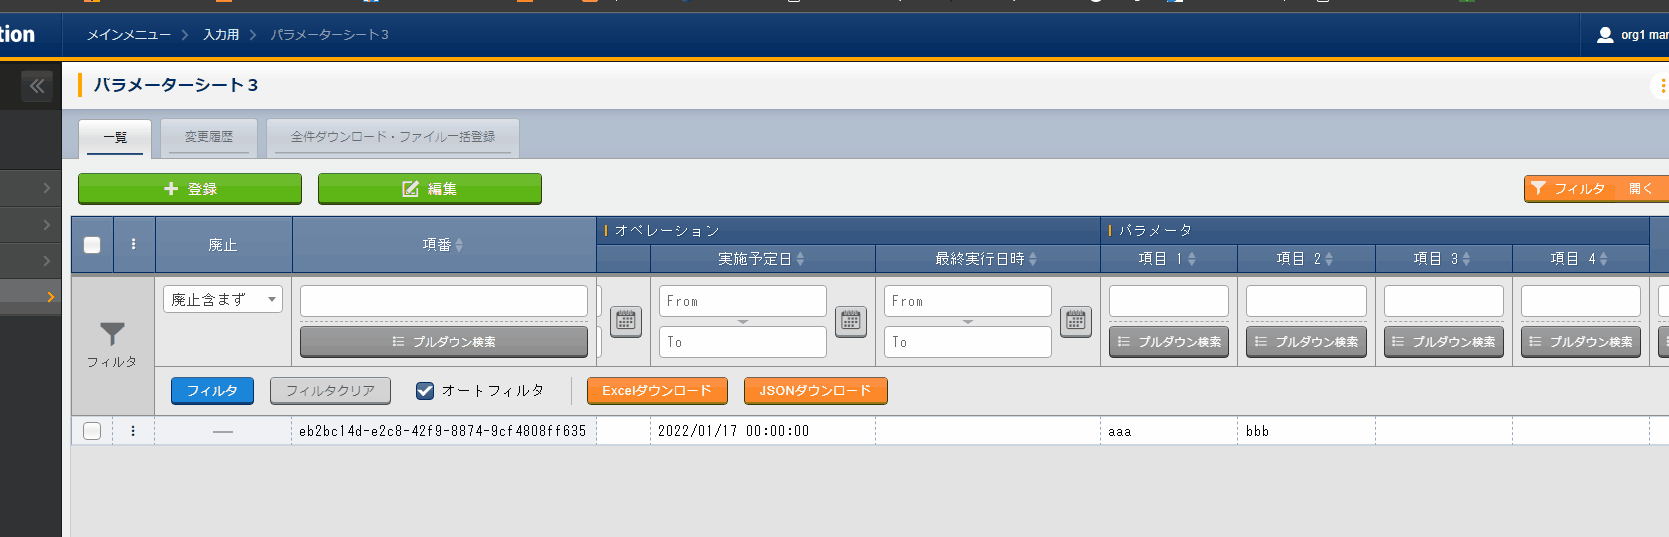 tion メインメニュー 入力用 パラメーターシート3 org1 mar
パラメーターシート3
一覧 変更履歴 全件ダウンロード・ファイル一括登録
登録 編集 フィルタ 開く
オペレーション パラメータ
廃止 項番 実施予定日 最終実行日時 項目 1 項目 2 項目 3 項目 4
廃止含まず From From
フィルタ プルダウン検索 To To プルダウン検索 プルダウン検索 プルダウン検索 プルダウン検索
フィルタ フィルタクリア オートフィルタ Excelダウンロード JSONダウンロード
— eb2bc14d-e2c8-42f9-8874-9cf4808ff635 2022/01/17 00:00:00 aaa bbb